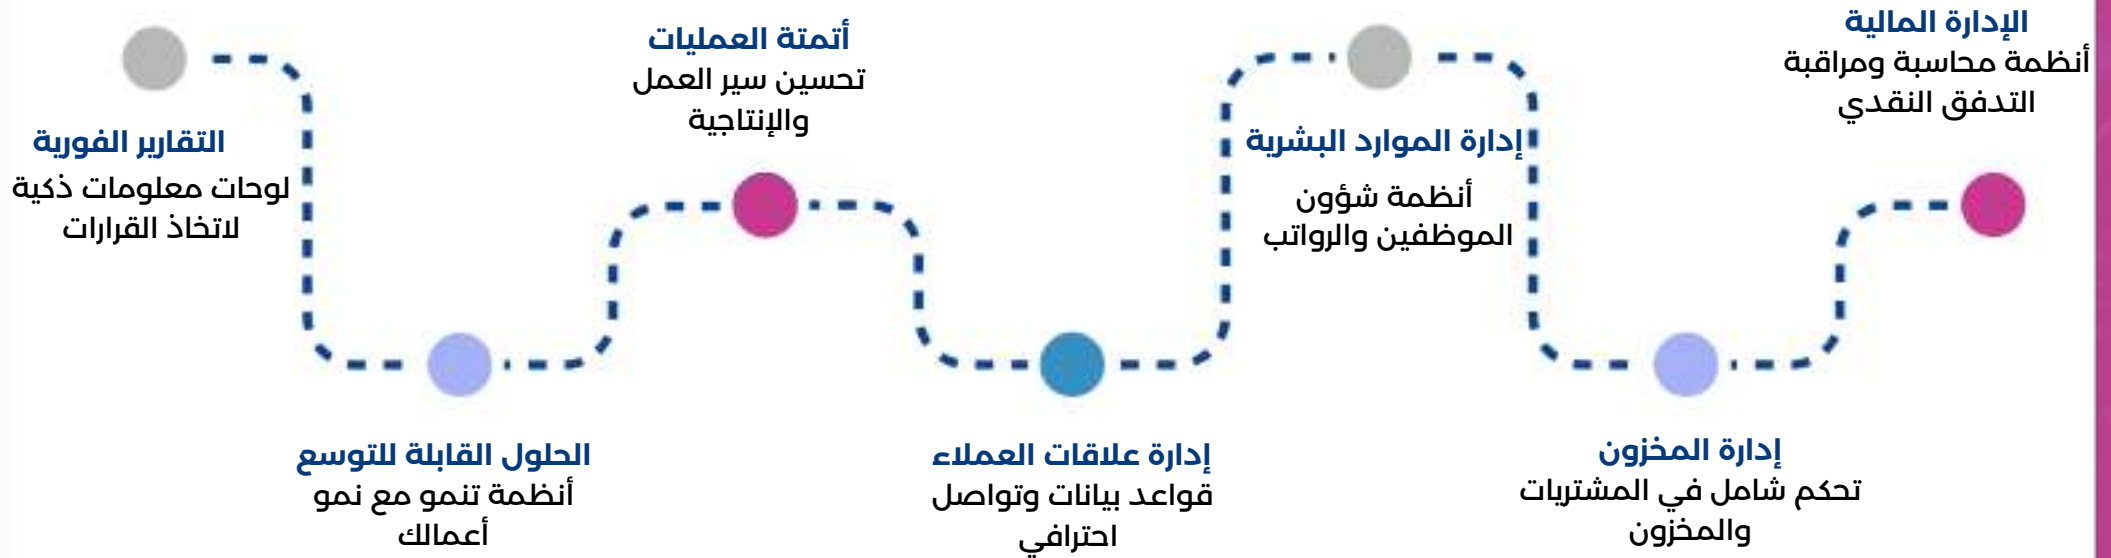 الإدارة المالية
أنظمة محاسبة ومراقبة
التدفق النقدي
إدارة المخزون
تحكم شامل في المشتريات
والمخزون
إدارة الموارد البشرية
أنظمة شؤون
الموظفين والرواتب
إدارة علاقات العملاء
قواعد بيانات وتواصل
احترافي
أتمتة العمليات
تحسين سير العمل
والإنتاجية
الحلول القابلة للتوسع
أنظمة تنمو مع نمو
أعمالك
التقارير الفورية
لوحات معلومات ذكية
لاتخاذ القرارات